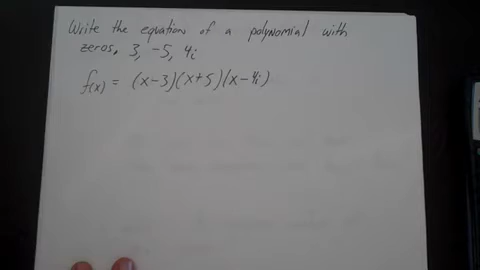 Write the equation of a polynomial with
zeros, 3, -5, 4i
f(x) = (x-3)(x+5)(x-4i)